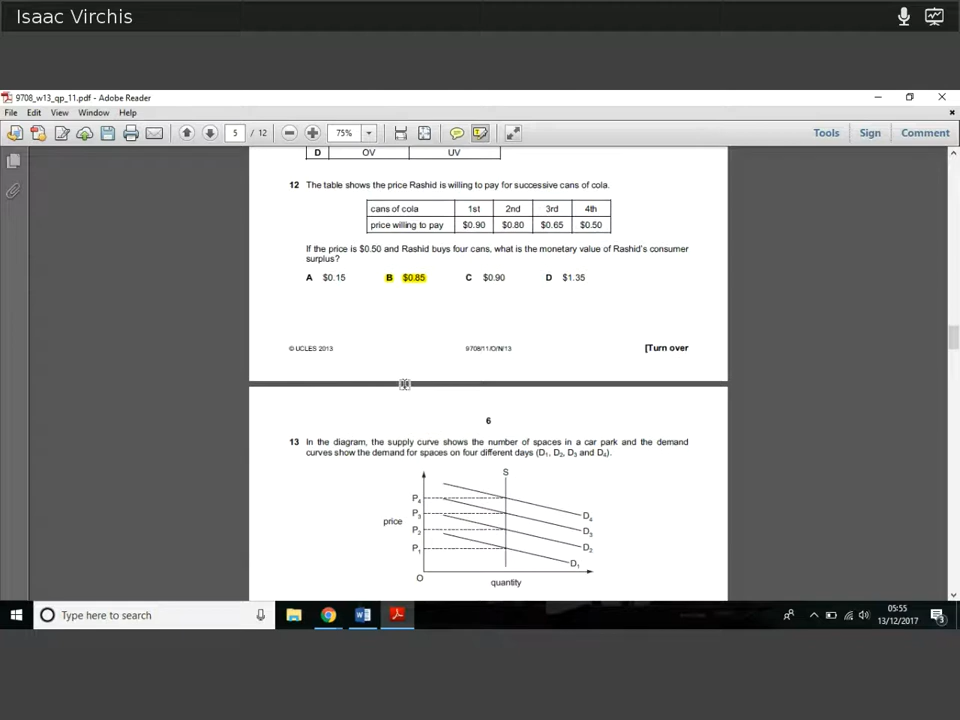 Isaac Virchis
9708_w13_qp_11.pdf - Adobe Reader
File Edit View Window Help
5 / 12 75% Tools Sign Comment
D OV UV
12 The table shows the price Rashid is willing to pay for successive cans of cola.
cans of cola 1st 2nd 3rd 4th
price willing to pay $0.90 $0.80 $0.65 $0.50
If the price is $0.50 and Rashid buys four cans, what is the monetary value of Rashid's consumer
surplus?
A $0.15 B $0.85 C $0.90 D $1.35
© UCLES 2013 9708/11/O/N/13 [Turn over
6
13 In the diagram, the supply curve shows the number of spaces in a car park and the demand
curves show the demand for spaces on four different days (D1, D2, D3 and D4).
S
P4
P3
price
P2
P1
D4
D3
D2
D1
O
quantity
Type here to search
05:55
13/12/2017
3